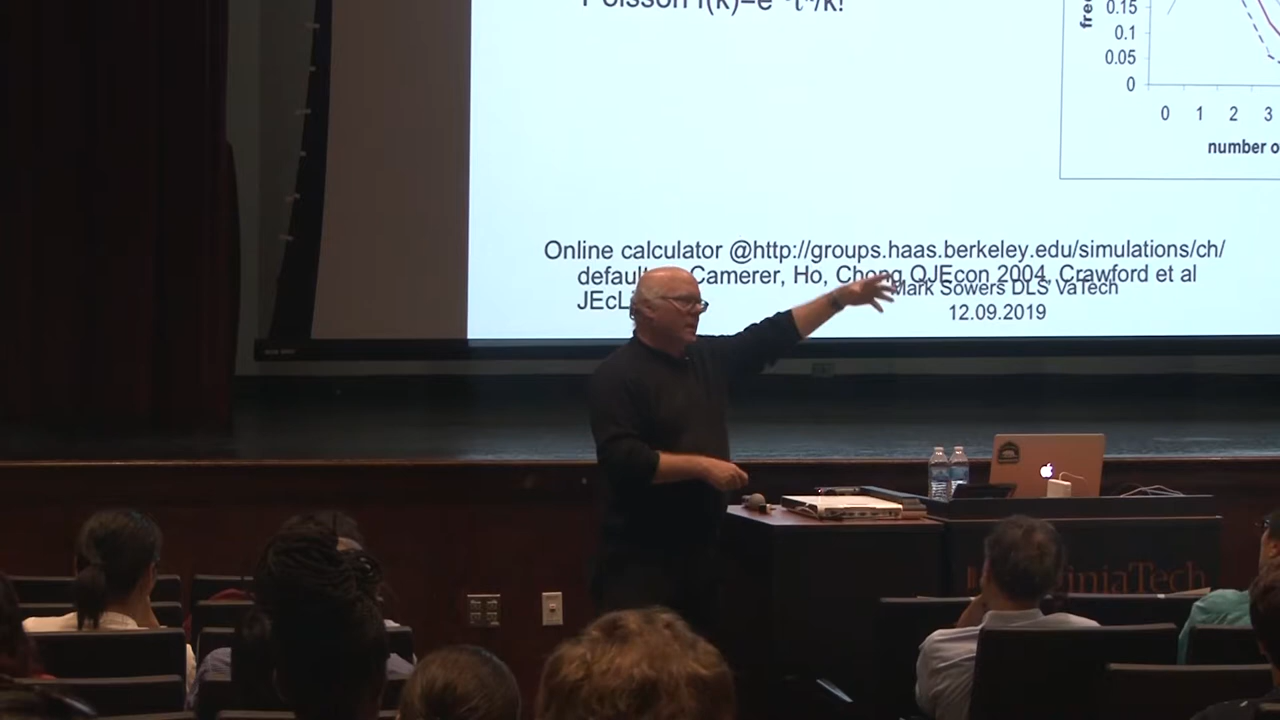 Poisson f(k)=e
/k!
freq
0.15
0.1
0.05
0
0 1 2 3
number o
Online calculator @http://groups.haas.berkeley.edu/simulations/ch/
default Camerer, Ho, Chong QJEcon 2004, Crawford et al
JEcL
Mark Sowers DLS VaTech
12.09.2019
iniaTech